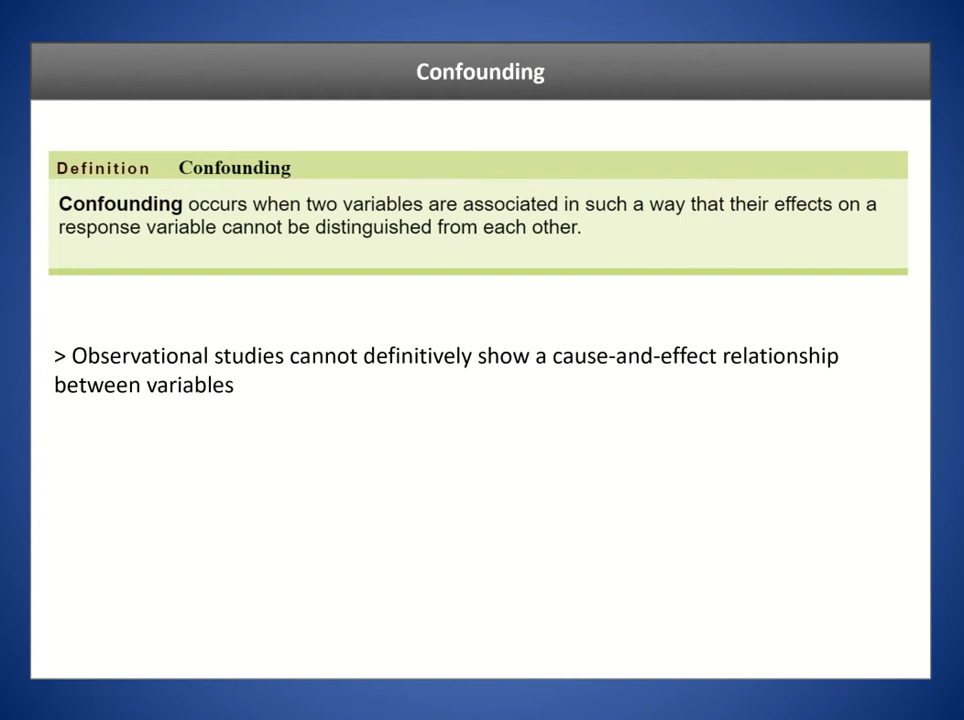 Confounding
Definition Confounding
Confounding occurs when two variables are associated in such a way that their effects on a
response variable cannot be distinguished from each other.
> Observational studies cannot definitively show a cause-and-effect relationship
between variables